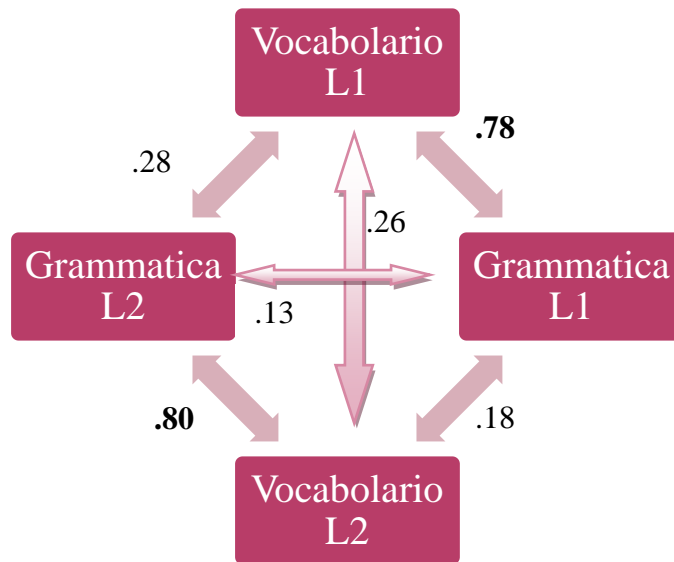 Vocabolario
L1
.78
.28
.26
Grammatica
L2
Grammatica
L1
.13
.80
.18
Vocabolario
L2